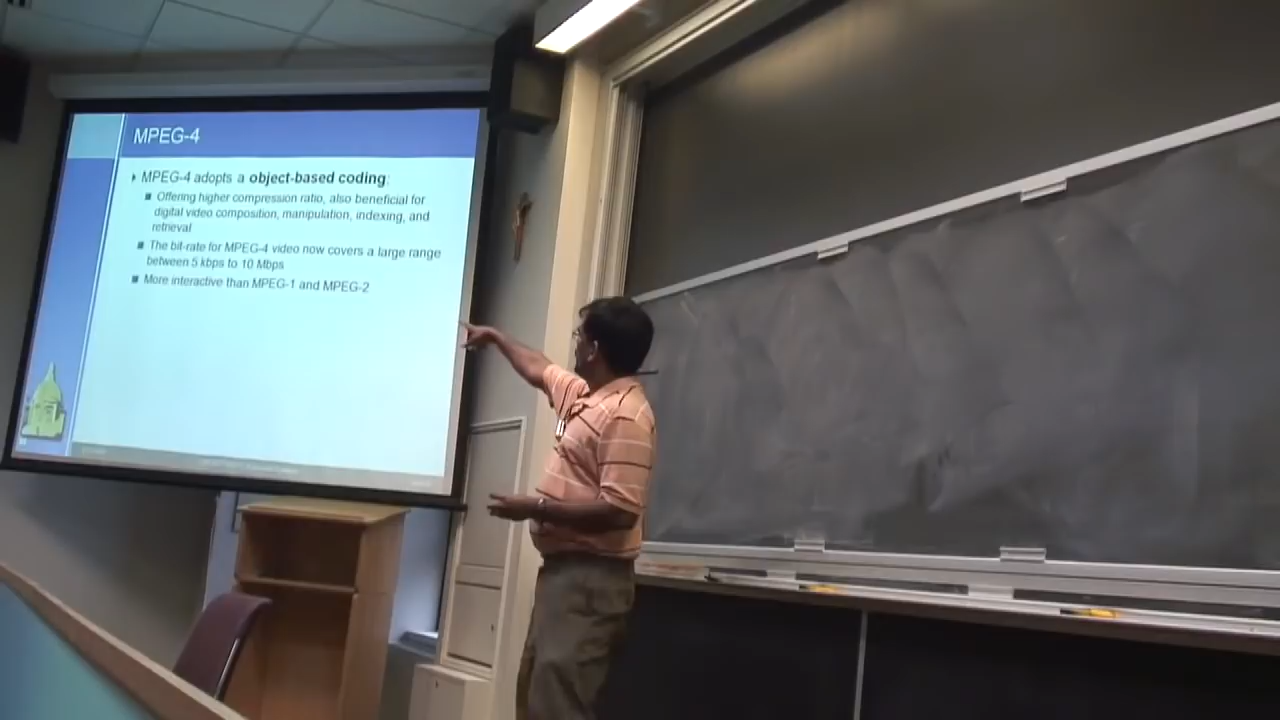 MPEG-4
MPEG-4 adopts a object-based coding:
Offering higher compression ratio, also beneficial for
digital video composition, manipulation, indexing, and
retrieval
The bit-rate for MPEG-4 video now covers a large range
between 5 kbps to 10 Mbps
More interactive than MPEG-1 and MPEG-2